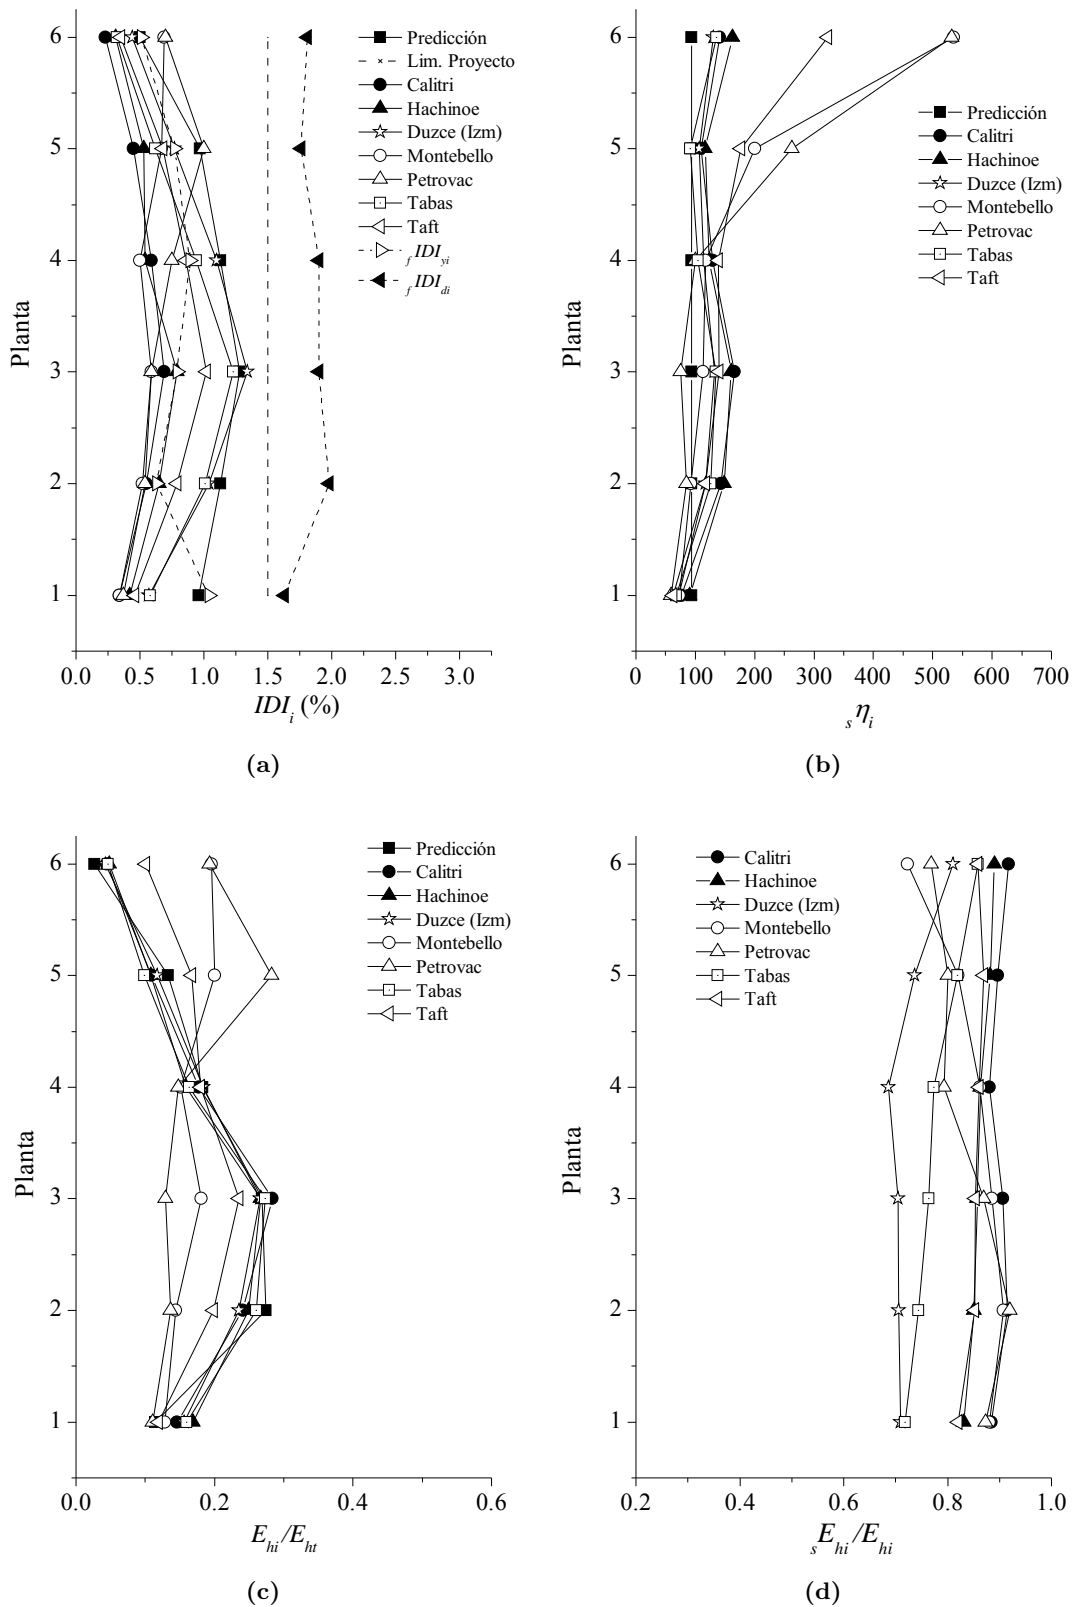 6
5
4
3
2
1
Planta
0.0 0.5 1.0 1.5 2.0 2.5 3.0
IDI_i (%)
Predicción
Lim. Proyecto
Calitri
Hachinoe
Duzce (Izm)
Montebello
Petrovac
Tabas
Taft
_f IDI_yi
_f IDI_di
(a)
6
5
4
3
2
1
Planta
0 100 200 300 400 500 600 700
_s η_i
Predicción
Calitri
Hachinoe
Duzce (Izm)
Montebello
Petrovac
Tabas
Taft
(b)
6
5
4
3
2
1
Planta
0.0 0.2 0.4 0.6
E_hi/E_ht
Predicción
Calitri
Hachinoe
Duzce (Izm)
Montebello
Petrovac
Tabas
Taft
(c)
6
5
4
3
2
1
Planta
0.2 0.4 0.6 0.8 1.0
_s E_hi/E_hi
Calitri
Hachinoe
Duzce (Izm)
Montebello
Petrovac
Tabas
Taft
(d)